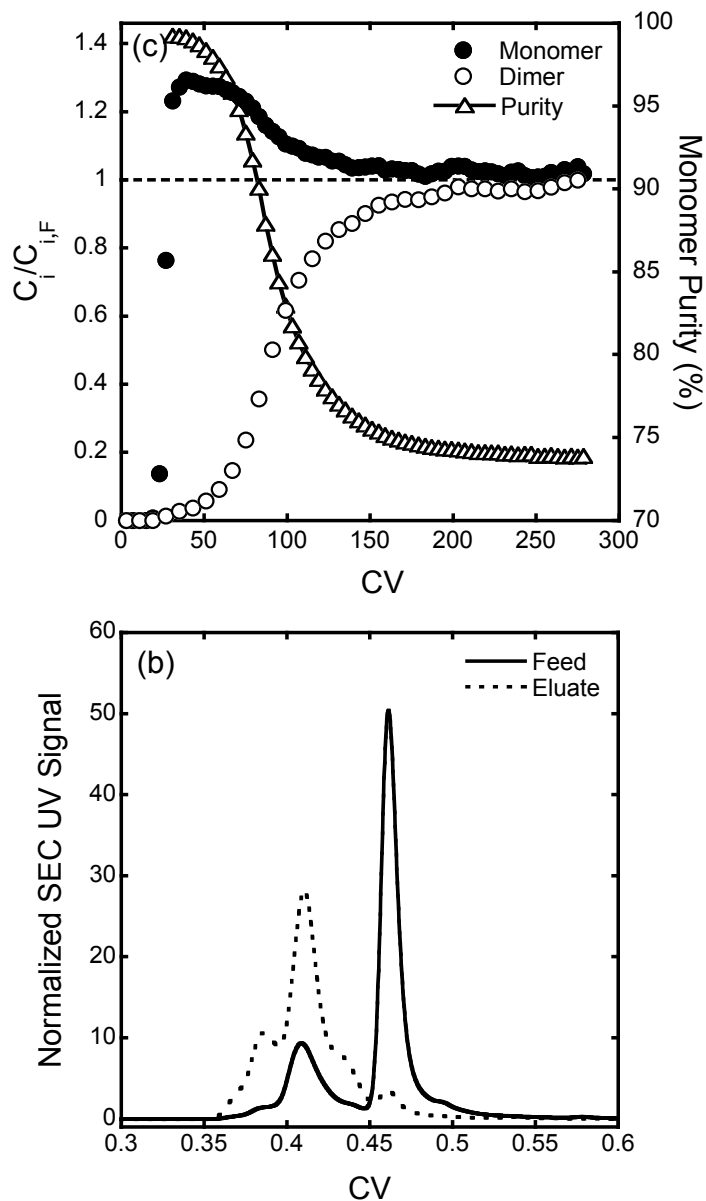 (c)
Monomer
Dimer
Purity
1.4
1.2
1
0.8
0.6
0.4
0.2
0
C_i/C_i,F
100
95
90
85
80
75
70
Monomer Purity (%)
0 50 100 150 200 250 300
CV
(b)
Feed
Eluate
60
50
40
30
20
10
0
Normalized SEC UV Signal
0.3 0.35 0.4 0.45 0.5 0.55 0.6
CV